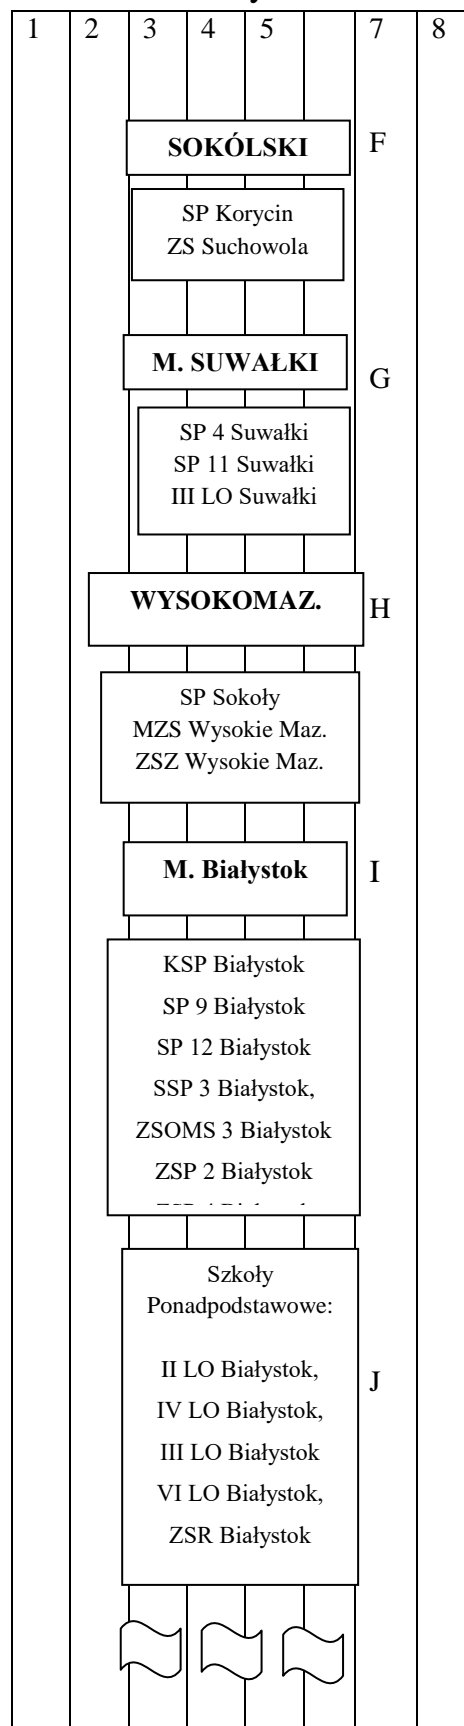 1 2 3 4 5 7 8
SOKÓLSKI F
SP Korycin
ZS Suchowola
M. SUWAŁKI G
SP 4 Suwałki
SP 11 Suwałki
III LO Suwałki
WYSOKOMAZ. H
SP Sokoły
MZS Wysokie Maz.
ZSZ Wysokie Maz.
M. Białystok I
KSP Białystok
SP 9 Białystok
SP 12 Białystok
SSP 3 Białystok,
ZSOMS 3 Białystok
ZSP 2 Białystok
Szkoły
Ponadpodstawowe:
II LO Białystok,
J
IV LO Białystok,
III LO Białystok
VI LO Białystok,
ZSR Białystok